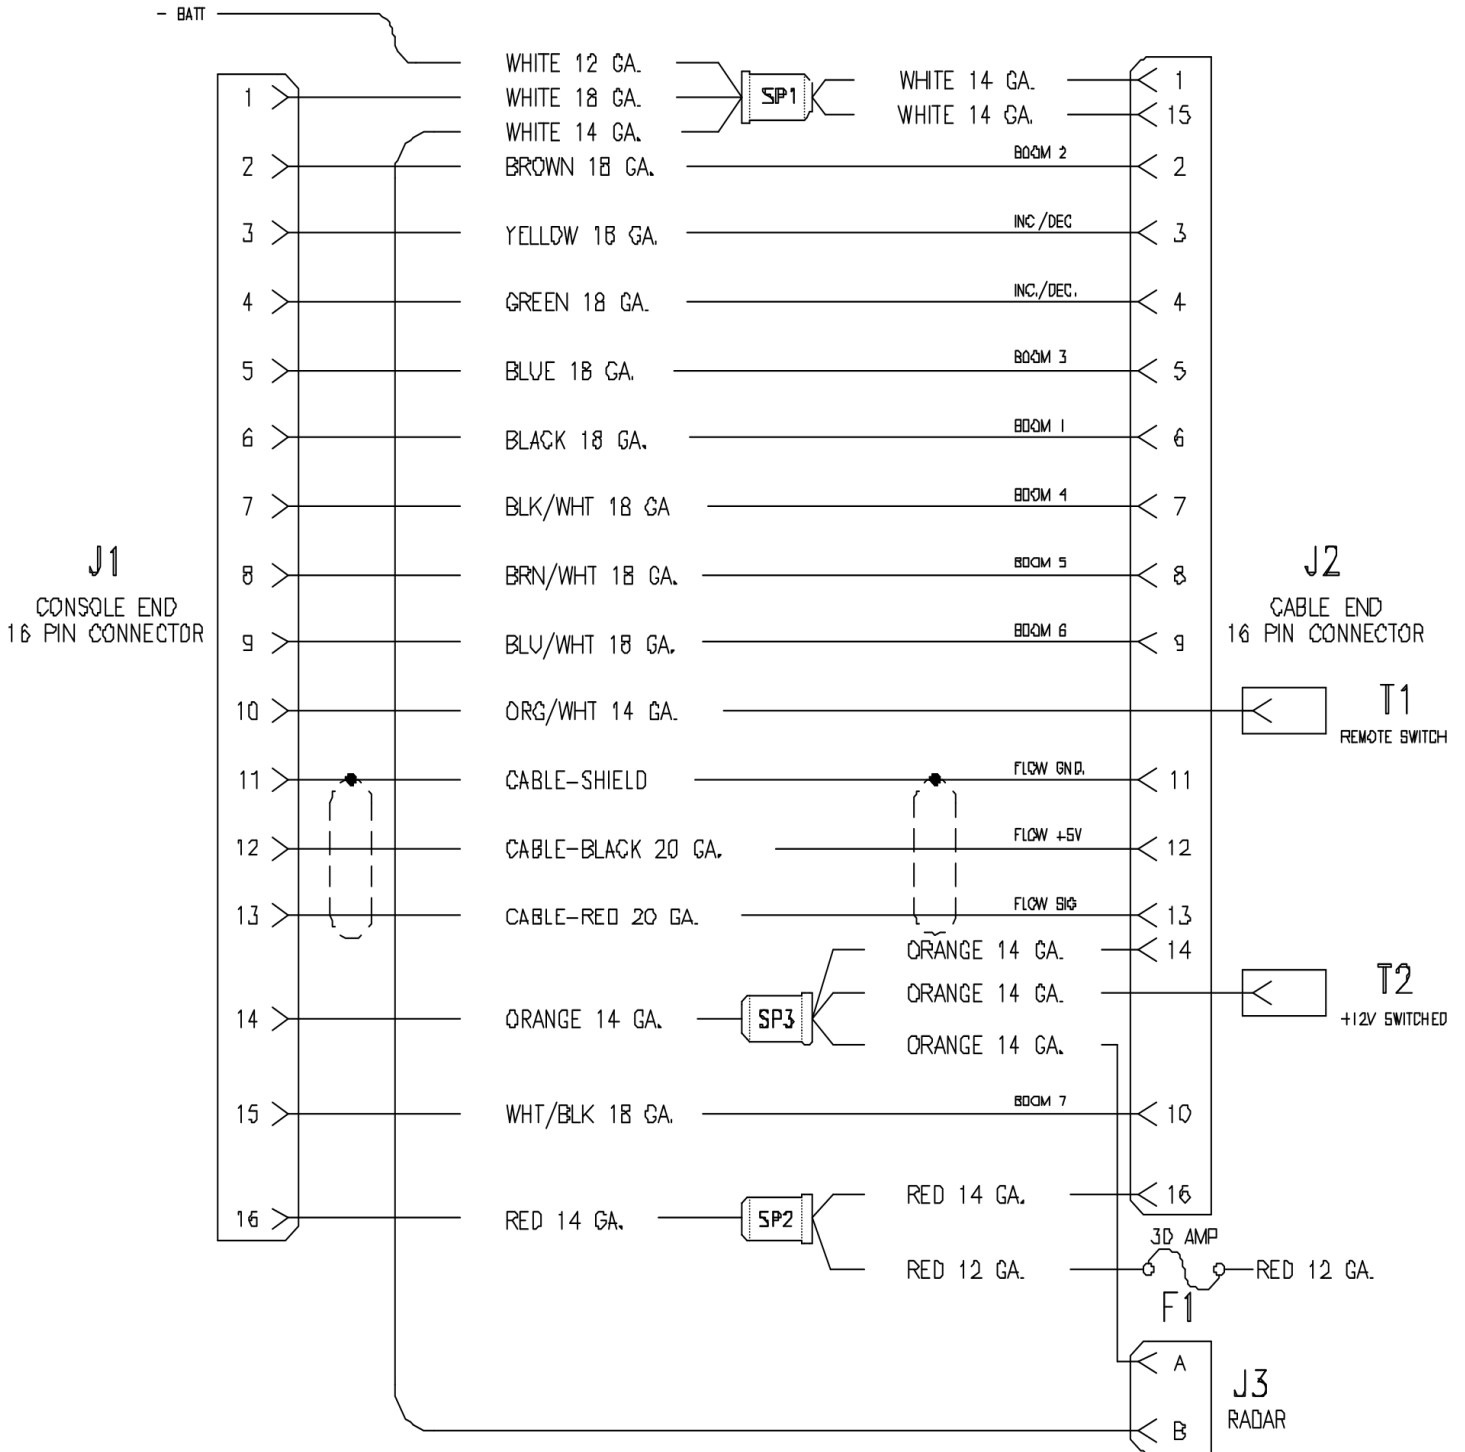 - BATT
WHITE 12 GA.
1 WHITE 18 GA. SP1 WHITE 14 GA. 1
WHITE 14 GA. WHITE 14 GA. 15
2 BROWN 18 GA. BOOM 2 2
3 YELLOW 18 GA. INC/DEC 3
4 GREEN 18 GA. INC./DEC. 4
5 BLUE 18 GA. BOOM 3 5
6 BLACK 18 GA. BOOM 1 6
7 BLK/WHT 18 GA BOOM 4 7
J1
CONSOLE END
16 PIN CONNECTOR
8 BRN/WHT 18 GA. BOOM 5 8
9 BLU/WHT 18 GA. BOOM 6 9
J2
CABLE END
16 PIN CONNECTOR
10 ORG/WHT 14 GA. T1
REMOTE SWITCH
11 CABLE-SHIELD FLOW GND. 11
12 CABLE-BLACK 20 GA. FLOW +5V 12
13 CABLE-RED 20 GA. FLOW SIG 13
ORANGE 14 GA. 14
ORANGE 14 GA. T2
+12V SWITCHED
14 ORANGE 14 GA. SP3
ORANGE 14 GA.
15 WHT/BLK 18 GA. BOOM 7 10
RED 14 GA. 16
16 RED 14 GA. SP2
30 AMP
RED 12 GA. RED 12 GA.
F1
A
J3
RADAR
B